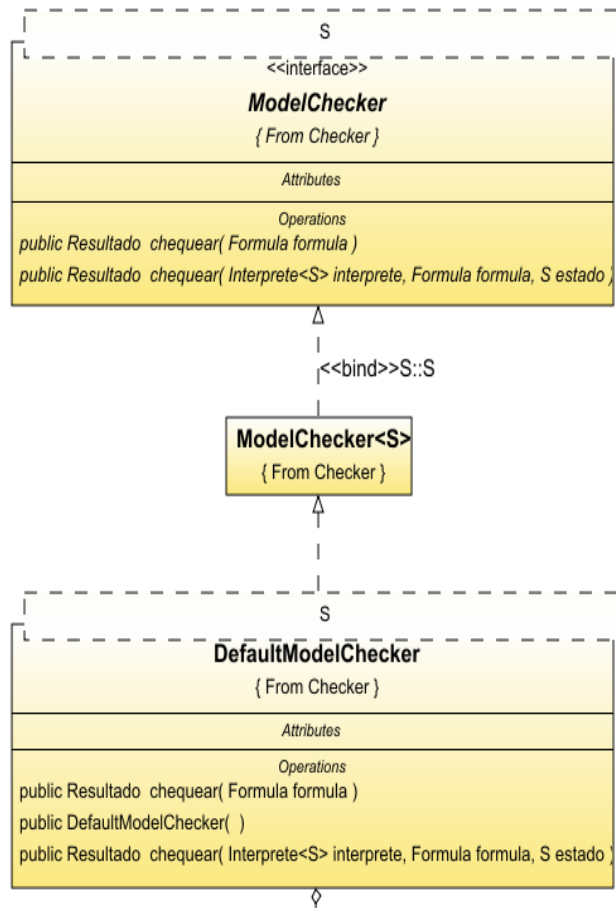 S
<<interface>>
ModelChecker
{ From Checker }
Attributes
Operations
public Resultado chequear( Formula formula )
public Resultado chequear( Interprete<S> interprete, Formula formula, S estado )
<<bind>>S::S
ModelChecker<S>
{ From Checker }
S
DefaultModelChecker
{ From Checker }
Attributes
Operations
public Resultado chequear( Formula formula )
public DefaultModelChecker( )
public Resultado chequear( Interprete<S> interprete, Formula formula, S estado )